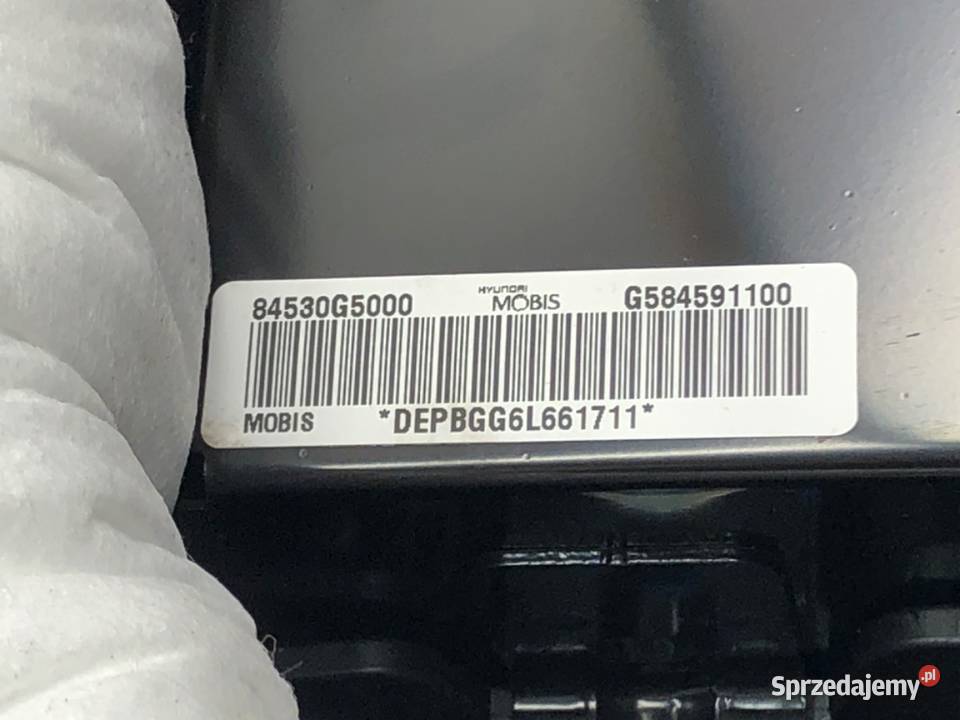 84530G5000 HYUNDAI MOBIS G584591100
MOBIS *DEPBGG6L661711*
Sprzedajemy.pl